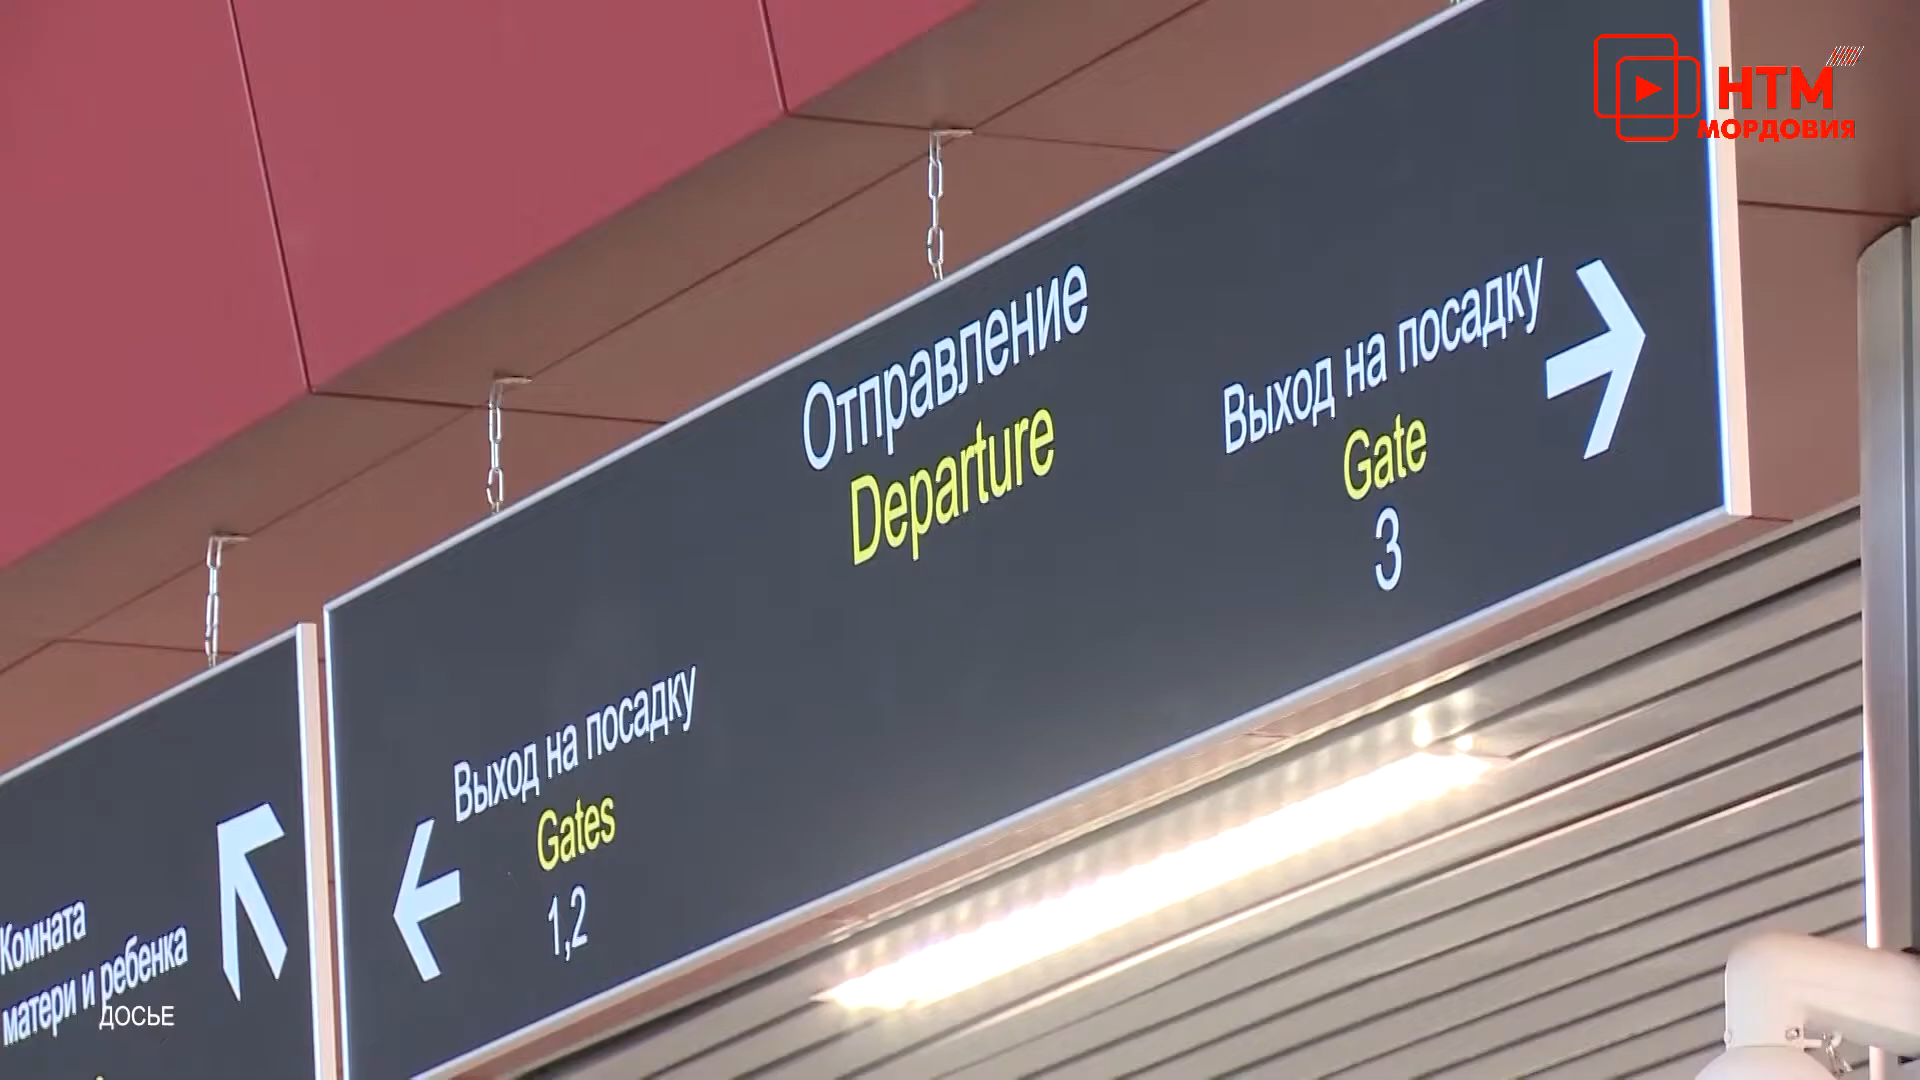 НТМ
МОРДОВИЯ
Отправление
Departure
Выход на посадку
Gate
3
Выход на посадку
Gates
1,2
Комната
матери и ребенка
ДОСЬЕ